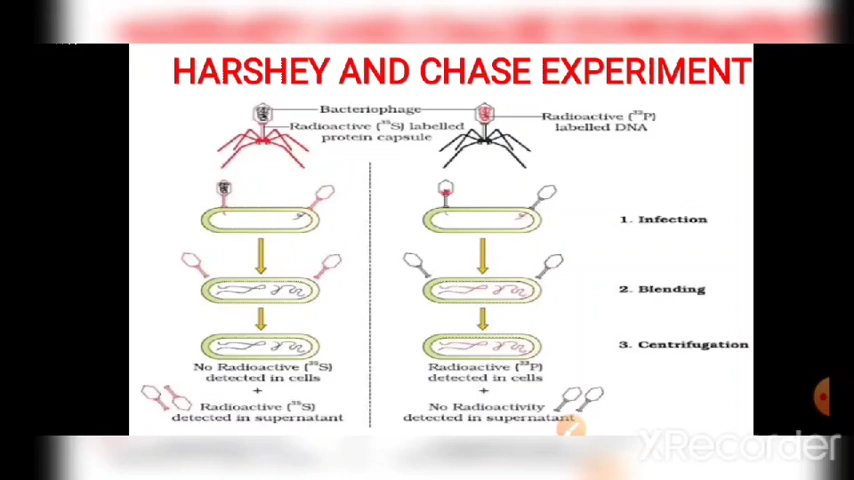 HARSHEY AND CHASE EXPERIMENT
Bacteriophage
Radioactive (³⁵S) labelled
protein capsule
Radioactive (³²P)
labelled DNA
1. Infection
2. Blending
3. Centrifugation
No Radioactive (³⁵S)
detected in cells
+
Radioactive (³⁵S)
detected in supernatant
Radioactive (³²P)
detected in cells
+
No Radioactivity
detected in supernatant
XRecorder